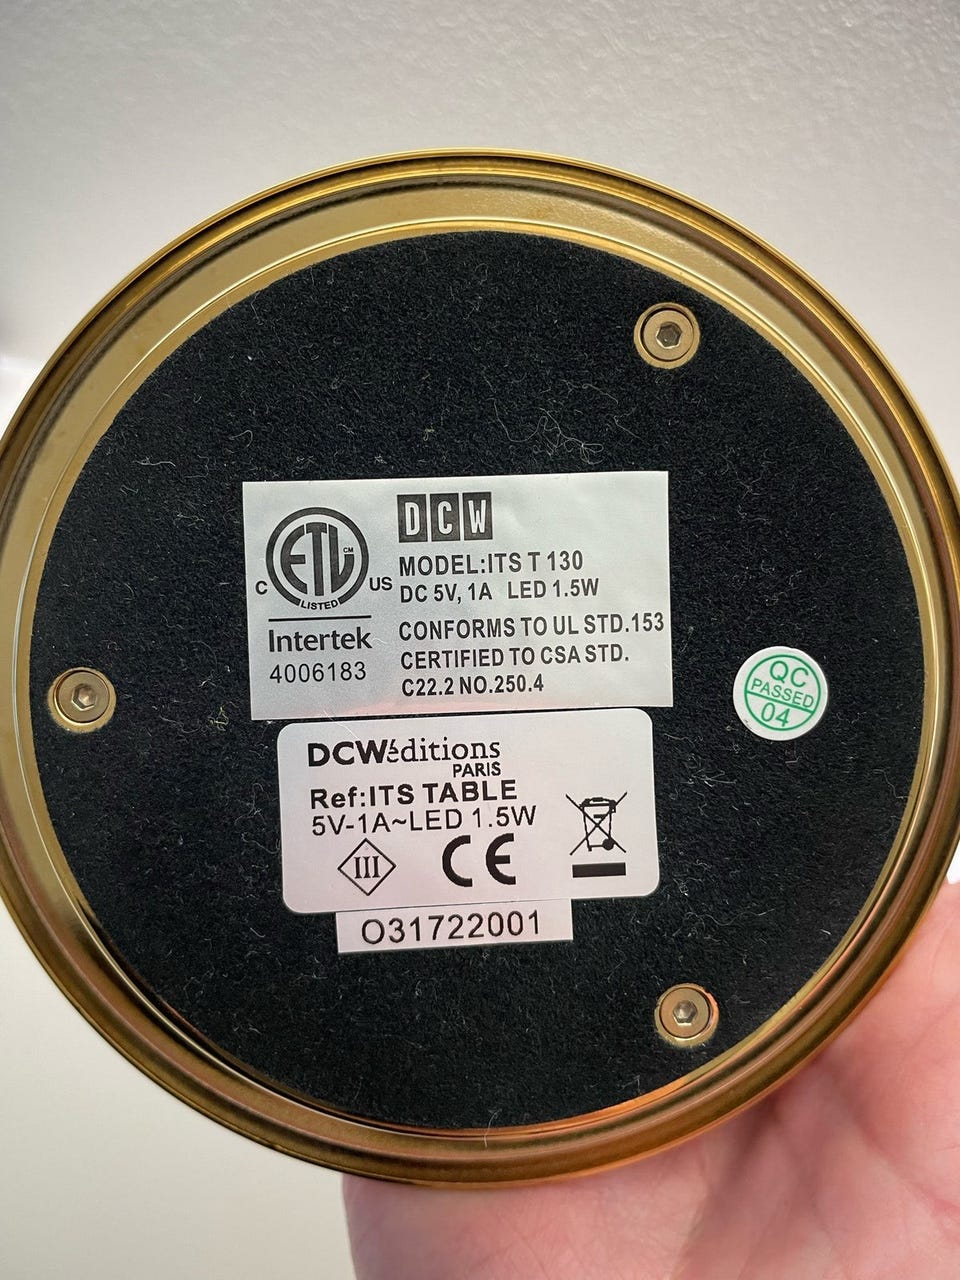 DCW
ETL CM
C US
LISTED
Intertek
4006183
MODEL:ITS T 130
DC 5V, 1A LED 1.5W
CONFORMS TO UL STD.153
CERTIFIED TO CSA STD.
C22.2 NO.250.4
QC
PASSED
04
DCWéditions
PARIS
Ref:ITS TABLE
5V-1A~LED 1.5W
III
CE
O31722001